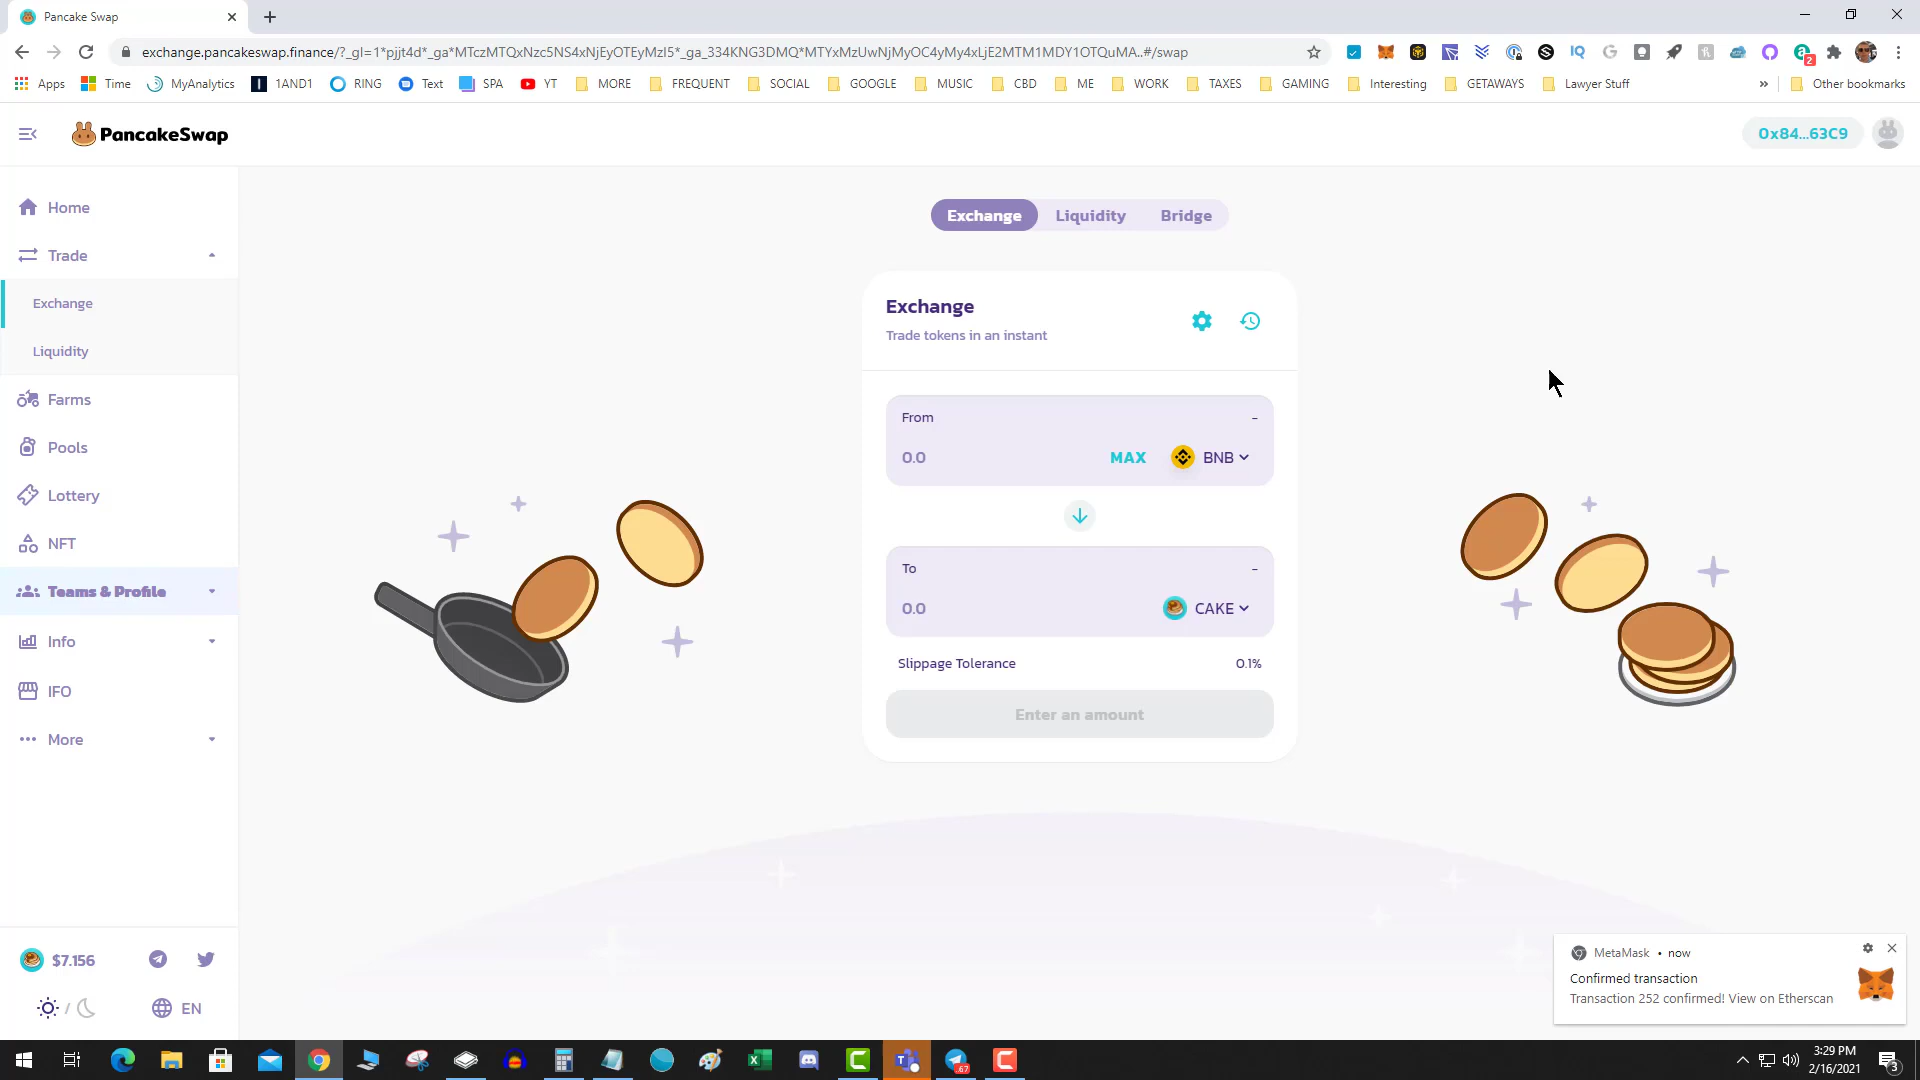 Pancake Swap
exchange.pancakeswap.finance/?_gl=1*pjjt4d*_ga*MTczMTQxNzc5NS4xNjEyOTEyMzI5*_ga_334KNG3DMQ*MTYxMzUwNjMyOC4yMy4xLjE2MTM1MDY1OTQuMA..#/swap
2
Apps Time MyAnalytics 1AND1 RING Text SPA YT MORE FREQUENT SOCIAL GOOGLE MUSIC CBD ME WORK TAXES GAMING Interesting GETAWAYS Lawyer Stuff » Other bookmarks
PancakeSwap
0x84...63C9
Home
Trade
Exchange
Liquidity
Farms
Pools
Lottery
NFT
Teams & Profile
Info
IFO
More
$7.156
EN
Exchange Liquidity Bridge
Exchange
Trade tokens in an instant
From -
0.0 MAX BNB
To -
0.0 CAKE
Slippage Tolerance 0.1%
Enter an amount
MetaMask • now
Confirmed transaction
Transaction 252 confirmed! View on Etherscan
.67
3:29 PM
2/16/2021
3